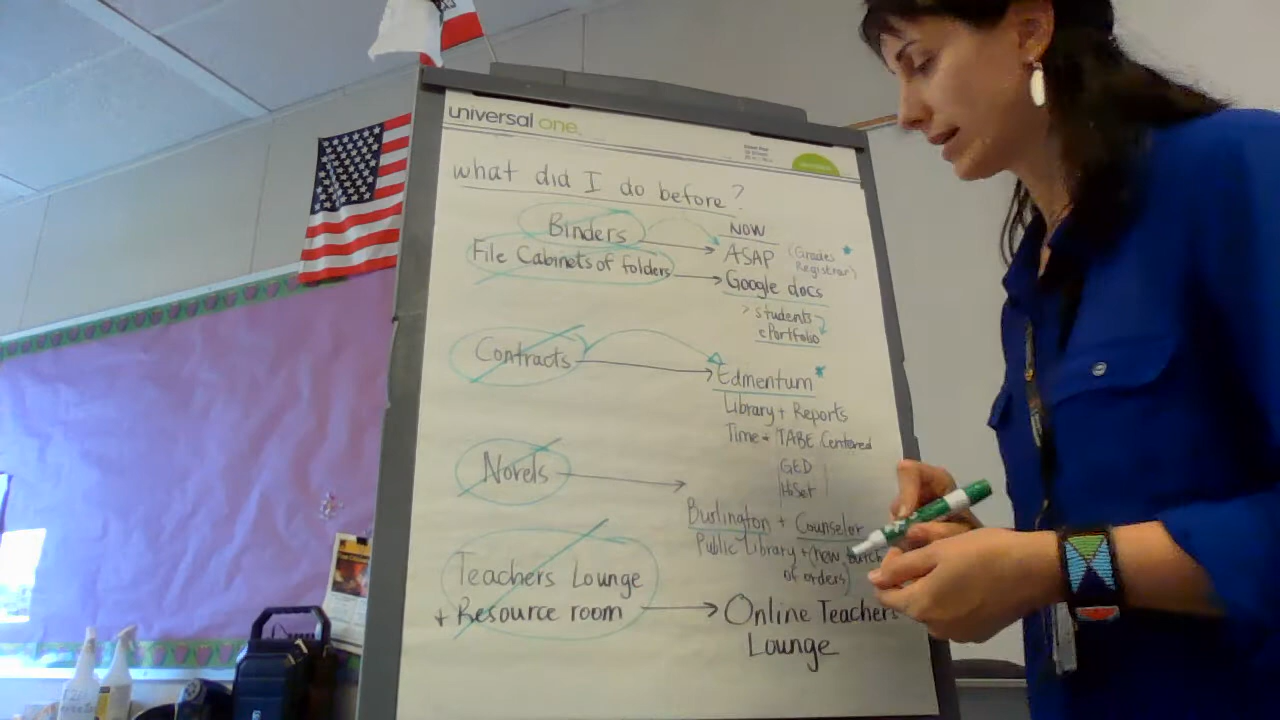 universal one
what did I do before?
Binders
NOW
File Cabinets of folders
ASAP (Grades
Registrar)
Google docs
> students
ePortfolio
Contracts
Edmentum
Library + Reports
Time + TABE Centered
GED
HiSet
Novels
Burlington + Counselor
Public Library + (new
of orders)
Teachers Lounge
+ Resource room
Online Teachers
Lounge